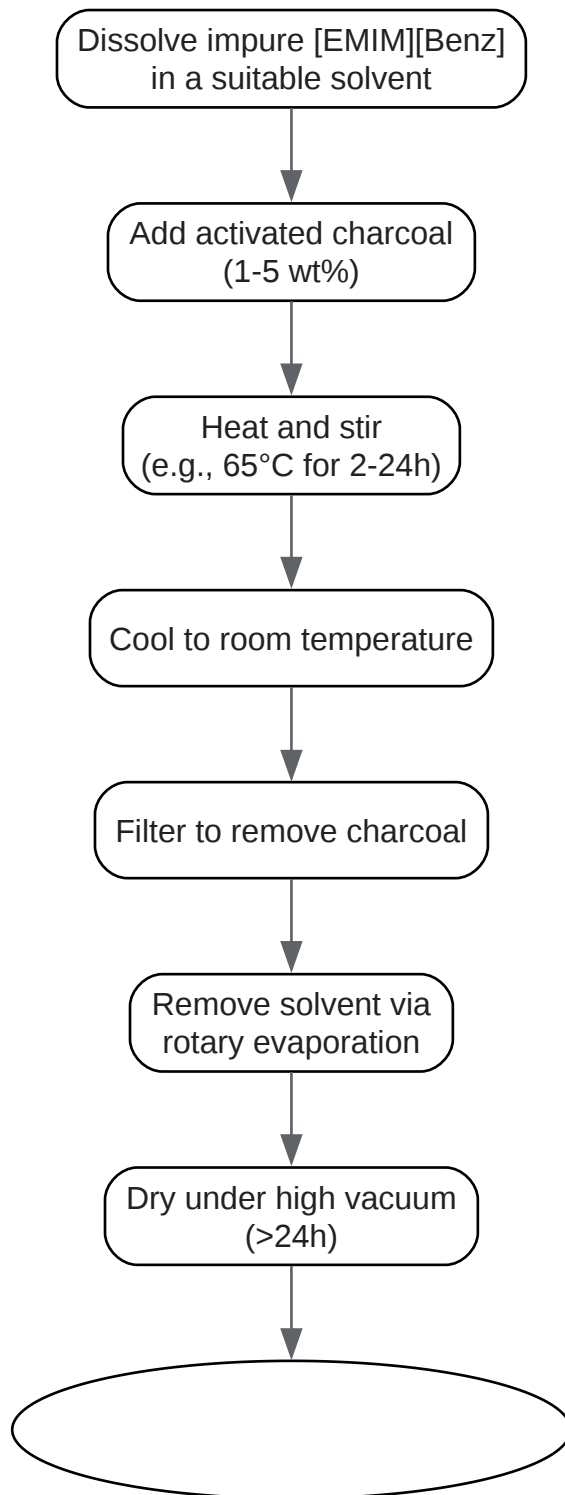 Dissolve impure [EMIM][Benz]
in a suitable solvent
Add activated charcoal
(1-5 wt%)
Heat and stir
(e.g., 65°C for 2-24h)
Cool to room temperature
Filter to remove charcoal
Remove solvent via
rotary evaporation
Dry under high vacuum
(>24h)